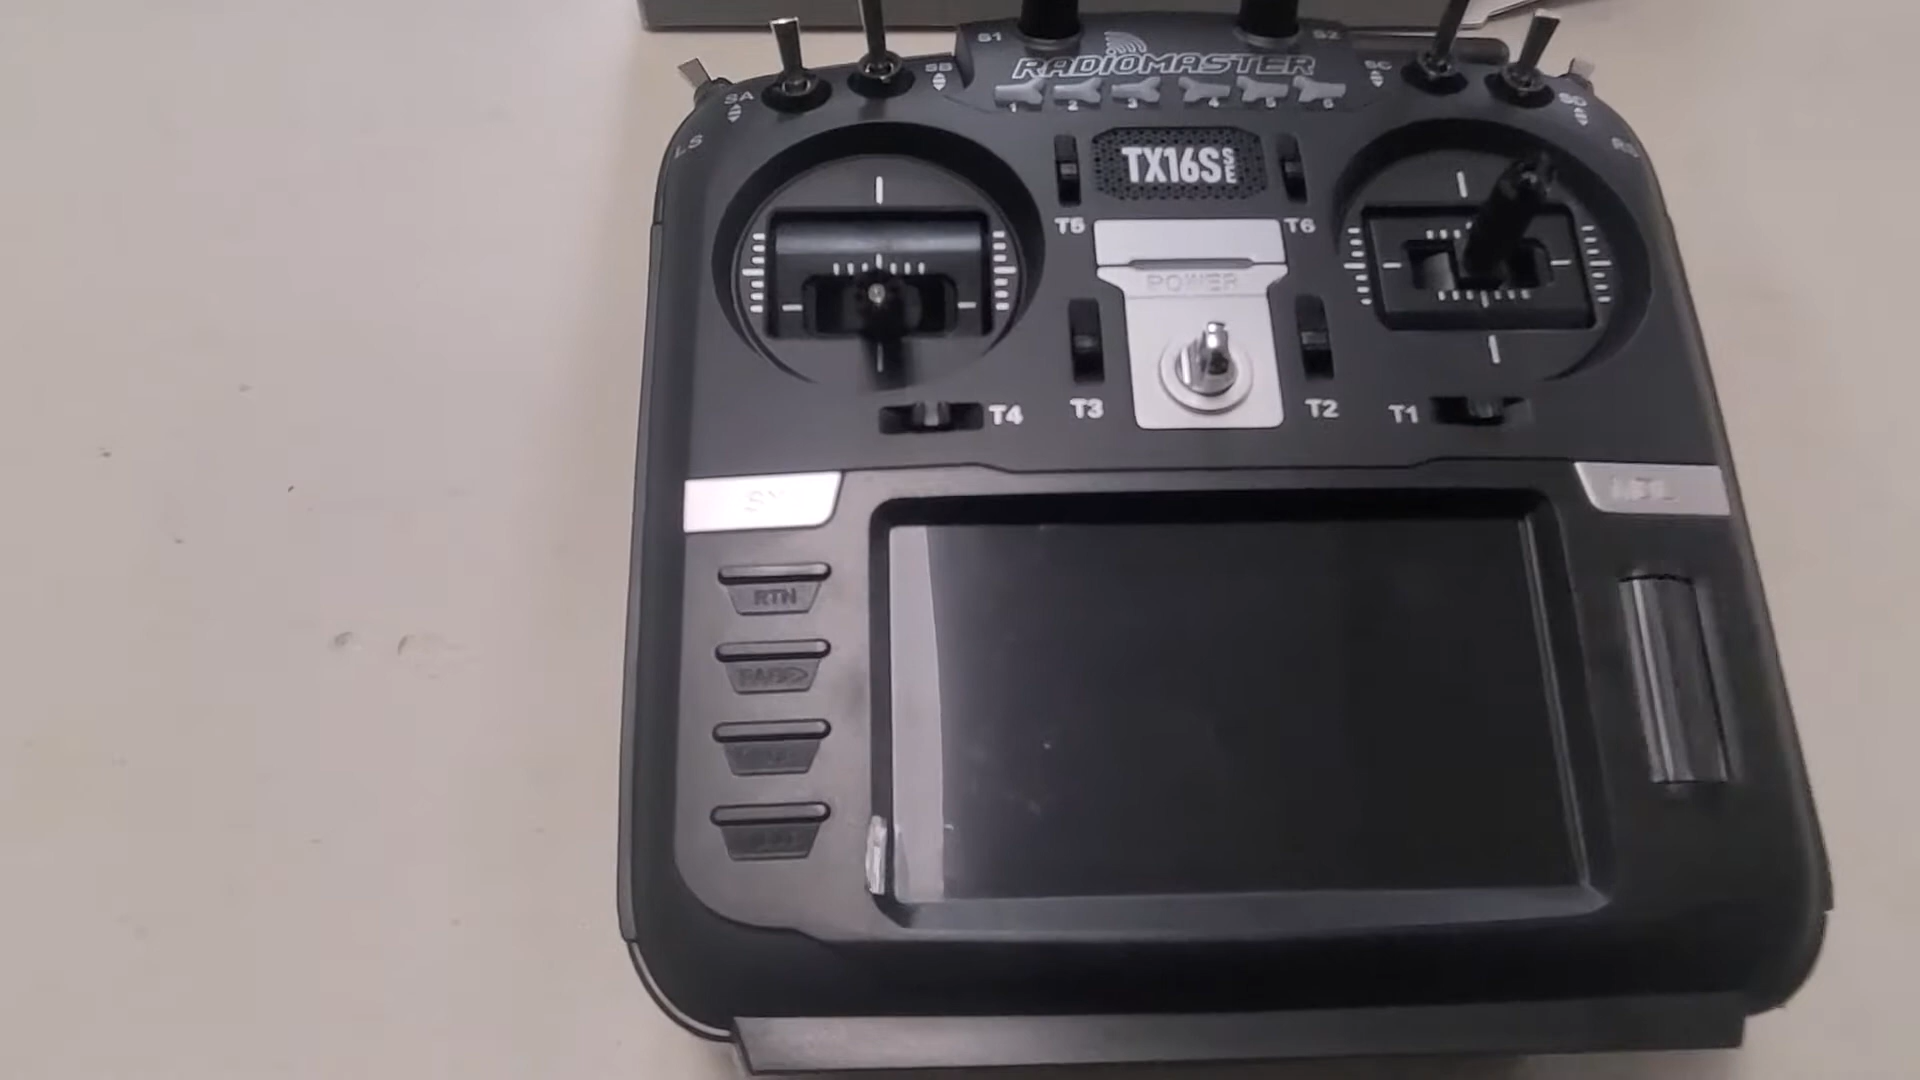 S1 S2
RADIOMASTER
SA SB SC SD
1 2 3 4 5 6
LS RS
TX16S SE
T5 T6
POWER
T4 T3 T2 T1
RTN